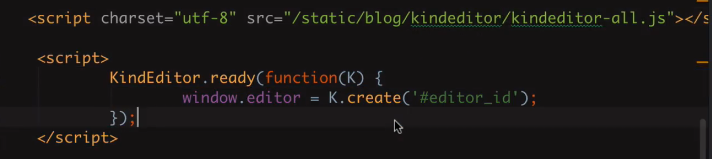 <script charset="utf-8" src="/static/blog/kindeditor/kindeditor-all.js"></s
<script>
KindEditor.ready(function(K) {
window.editor = K.create('#editor_id');
});
</script>